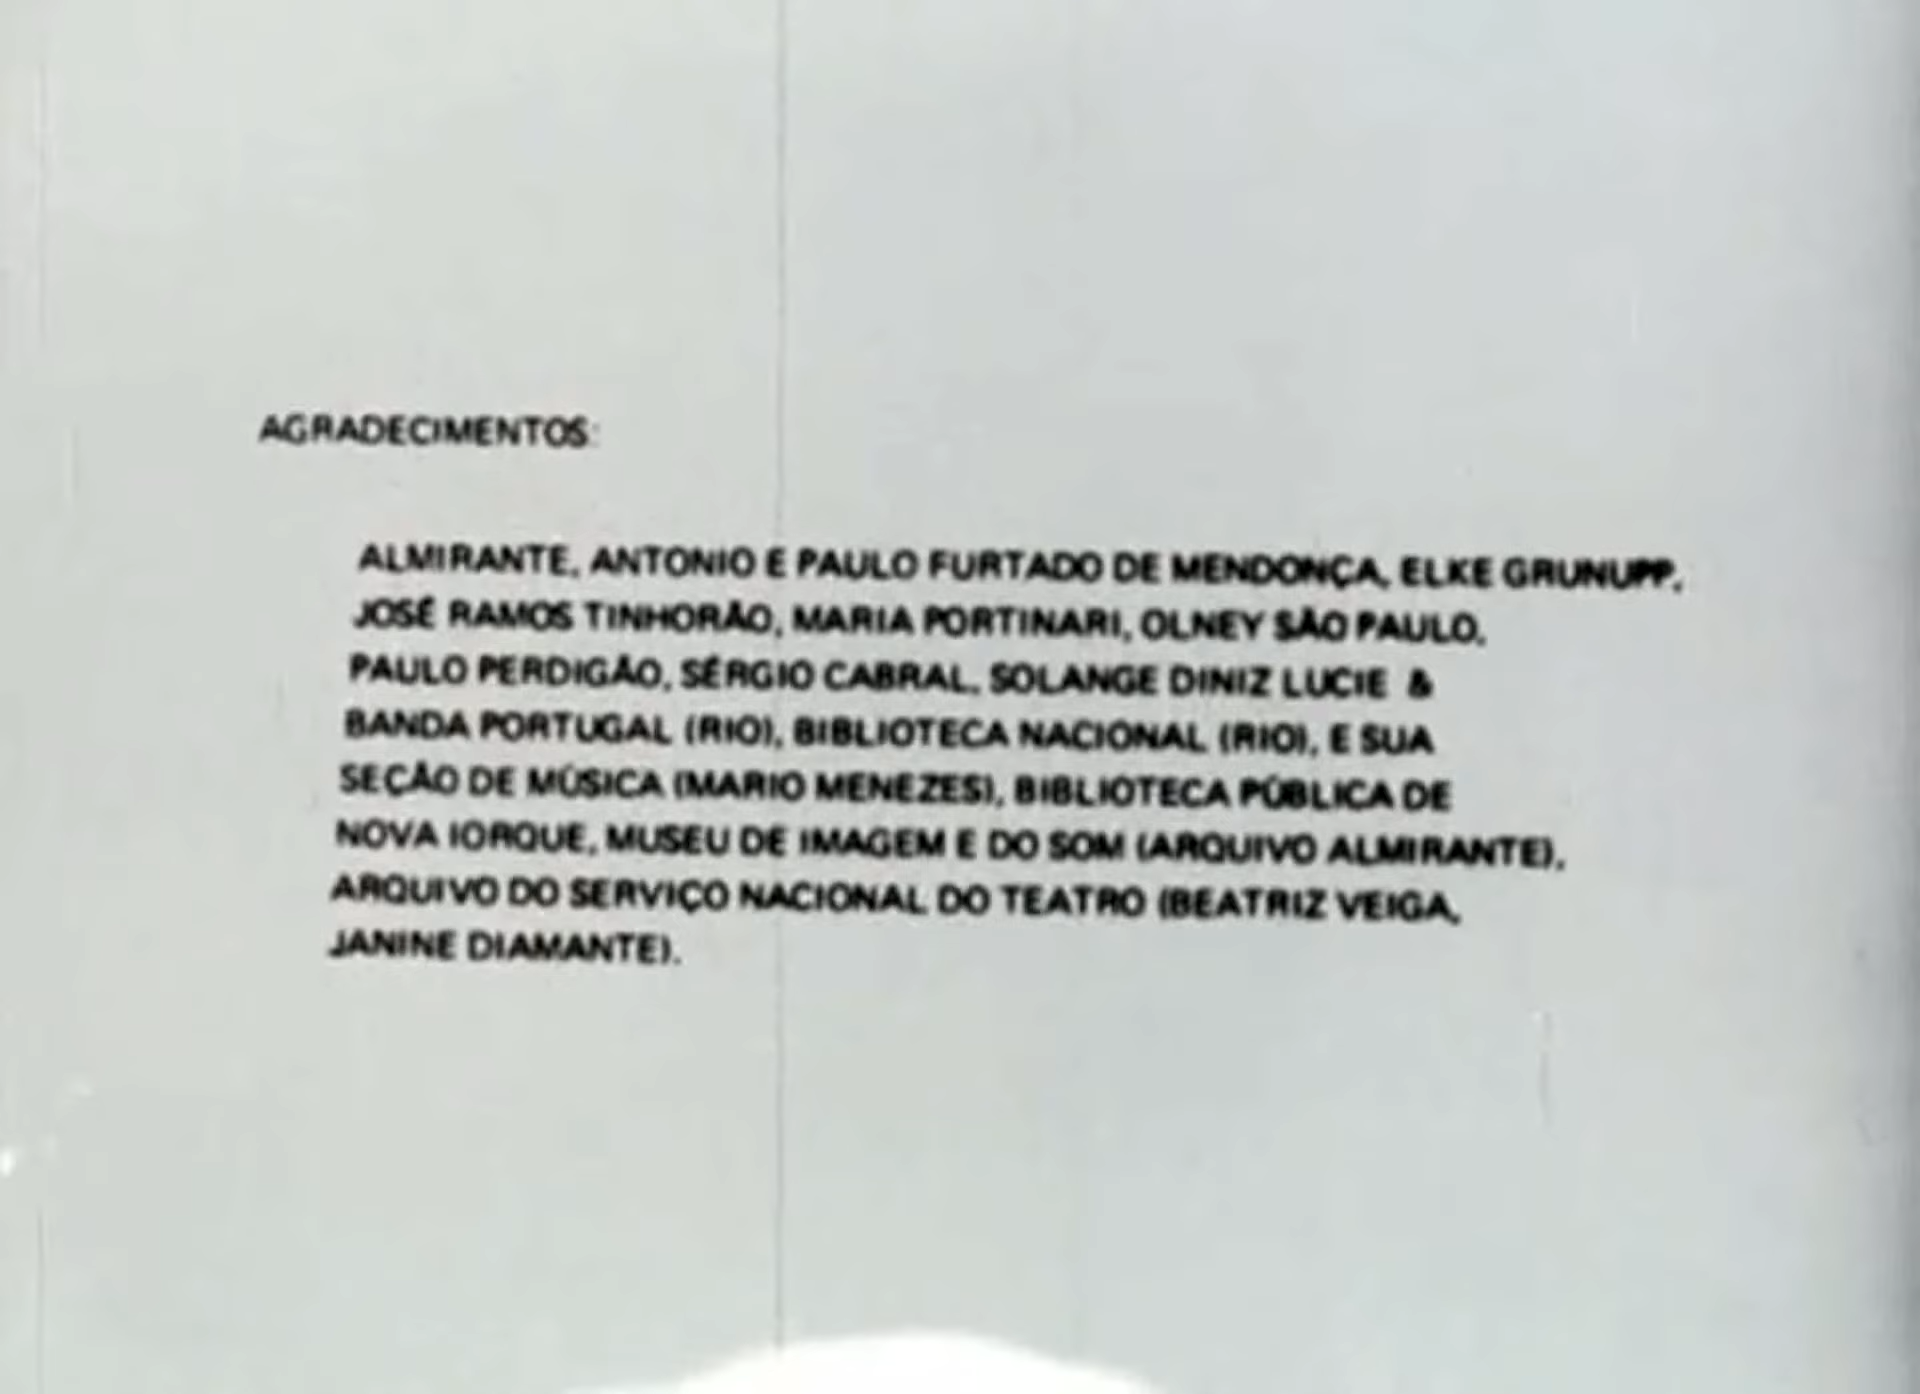 AGRADECIMENTOS:
ALMIRANTE, ANTONIO E PAULO FURTADO DE MENDONÇA, ELKE GRUNUPP,
JOSÉ RAMOS TINHORÃO, MARIA PORTINARI, OLNEY SÃO PAULO,
PAULO PERDIGÃO, SÉRGIO CABRAL, SOLANGE DINIZ LUCIE &
BANDA PORTUGAL (RIO), BIBLIOTECA NACIONAL (RIO), E SUA
SEÇÃO DE MÚSICA (MARIO MENEZES), BIBLIOTECA PÚBLICA DE
NOVA IORQUE, MUSEU DE IMAGEM E DO SOM (ARQUIVO ALMIRANTE),
ARQUIVO DO SERVIÇO NACIONAL DO TEATRO (BEATRIZ VEIGA,
JANINE DIAMANTE).